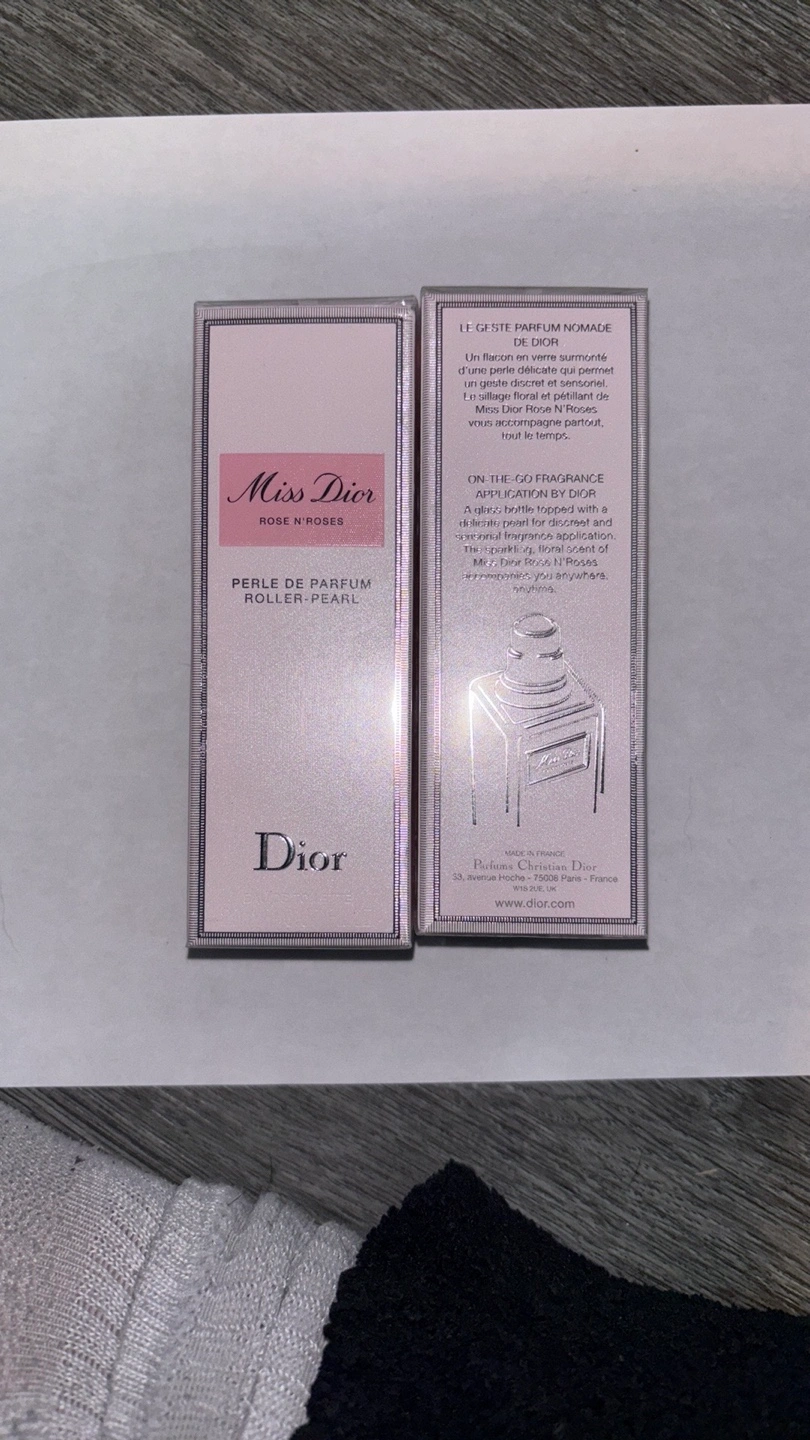 Miss Dior
ROSE N'ROSES
PERLE DE PARFUM
ROLLER-PEARL
Dior
LE GESTE PARFUM NOMADE
DE DIOR
Un flacon en verre surmonté
d'une perle délicate qui permet
un geste discret et sensoriel.
Le sillage floral et pétillant de
Miss Dior Rose N'Roses
vous accompagne partout,
tout le temps.
ON-THE-GO FRAGRANCE
APPLICATION BY DIOR
A glass bottle topped with a
delicate pearl for discreet and
sensorial fragrance application.
The sparkling, floral scent of
Miss Dior Rose N'Roses
accompanies you anywhere,
anytime.
Miss Dior
MADE IN FRANCE
Parfums Christian Dior
33, avenue Hoche - 75008 Paris - France
W1S 2UE, UK
www.dior.com